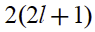 2(2l + 1)